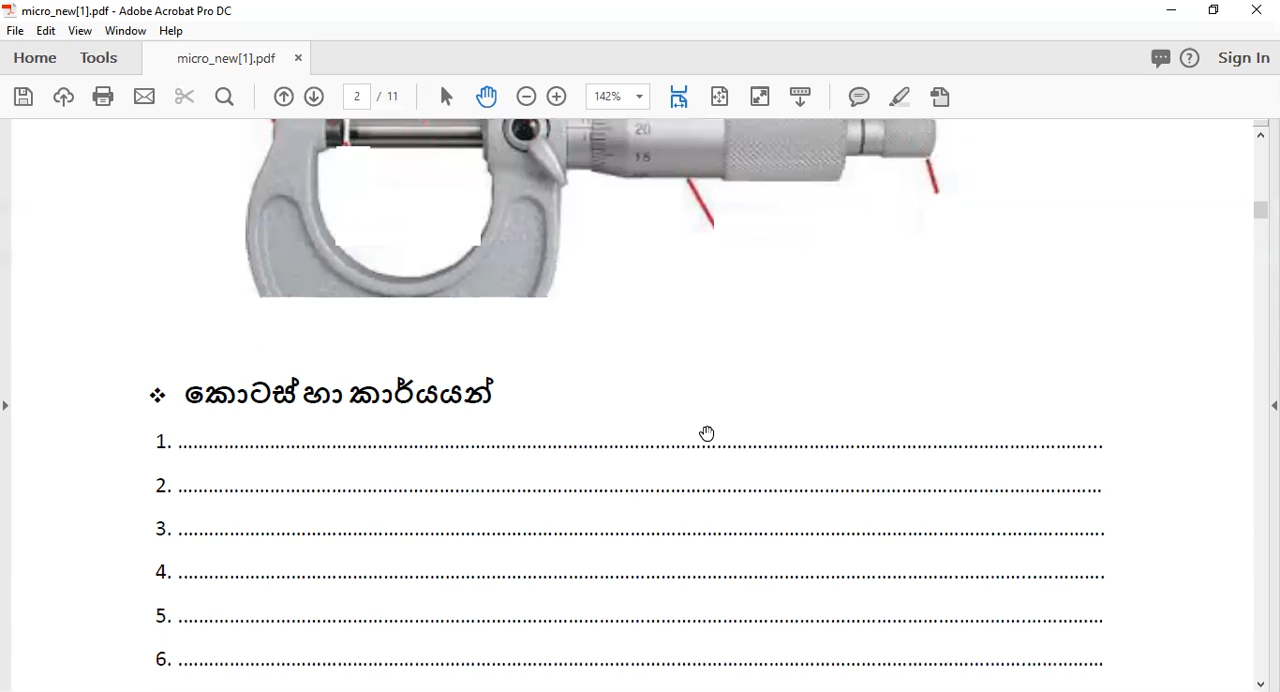 micro_new[1].pdf - Adobe Acrobat Pro DC
File Edit View Window Help
Home Tools micro_new[1].pdf × Sign In
2 / 11 142%
20
15
❖ කොටස් හා කාර්යයන්
1. ........................................................................................................
2. ........................................................................................................
3. ........................................................................................................
4. ........................................................................................................
5. ........................................................................................................
6. ........................................................................................................